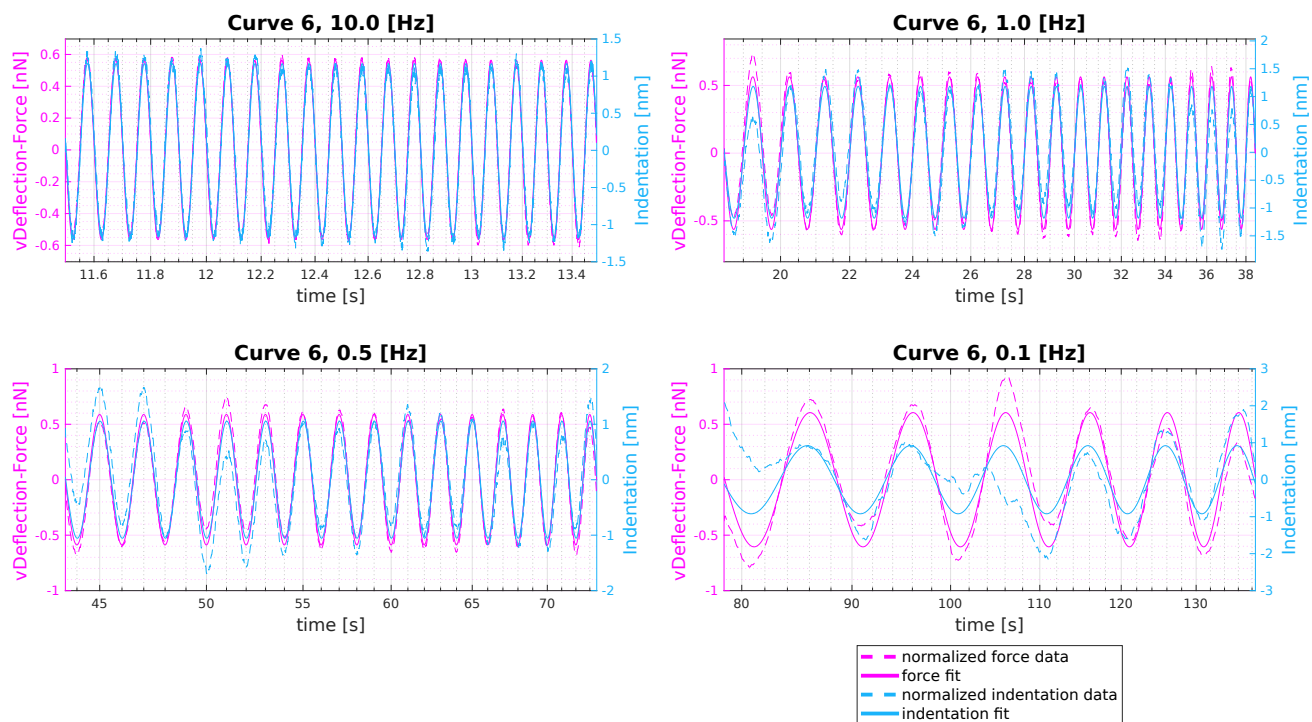 Curve 6, 10.0 [Hz]
vDeflection-Force [nN]
0.6
0.4
0.2
0
-0.2
-0.4
-0.6
1.5
1
0.5
0
-0.5
-1
-1.5
Indentation [nm]
11.6 11.8 12 12.2 12.4 12.6 12.8 13 13.2 13.4
time [s]
Curve 6, 1.0 [Hz]
vDeflection-Force [nN]
0.5
0
-0.5
2
1.5
1
0.5
0
-0.5
-1
-1.5
Indentation [nm]
20 22 24 26 28 30 32 34 36 38
time [s]
Curve 6, 0.5 [Hz]
vDeflection-Force [nN]
1
0.5
0
-0.5
-1
2
1
0
-1
-2
Indentation [nm]
45 50 55 60 65 70
time [s]
Curve 6, 0.1 [Hz]
vDeflection-Force [nN]
1
0.5
0
-0.5
-1
3
2
1
0
-1
-2
-3
Indentation [nm]
80 90 100 110 120 130
time [s]
normalized force data
force fit
normalized indentation data
indentation fit